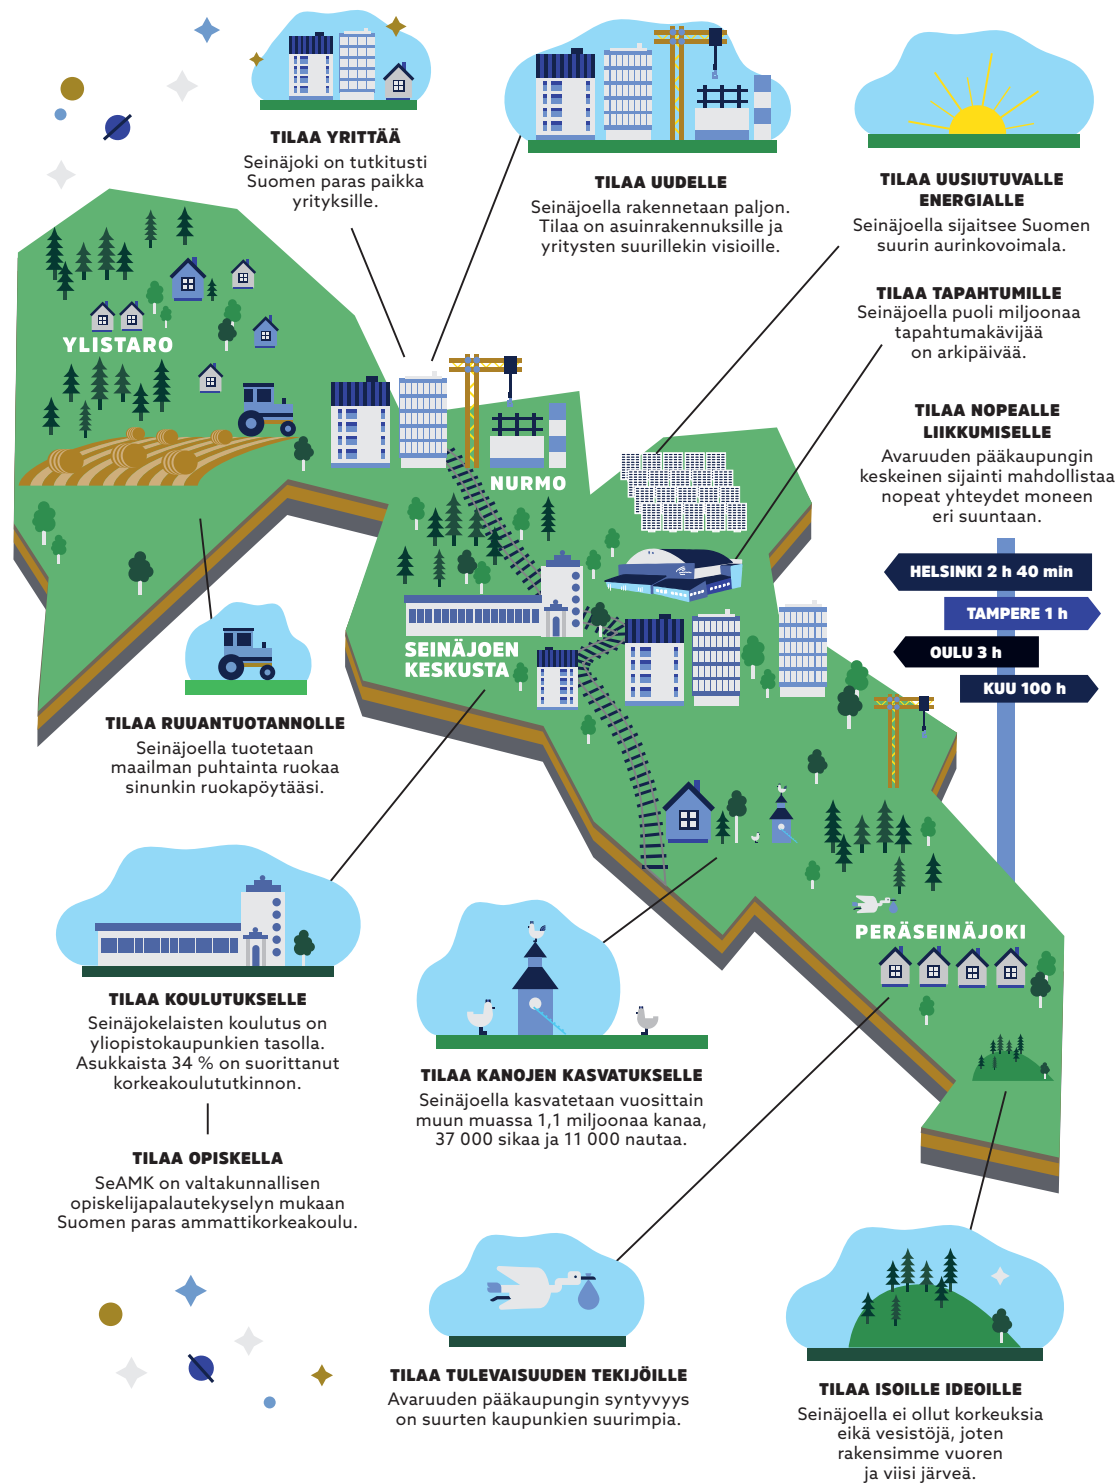 TILAA YRITTÄÄ
Seinäjoki on tutkitusti
Suomen paras paikka
yrityksille.
TILAA UUDELLE
Seinäjoella rakennetaan paljon.
Tilaa on asuinrakennuksille ja
yritysten suurillekin visioille.
TILAA UUSIUTUVALLE
ENERGIALLE
Seinäjoella sijaitsee Suomen
suurin aurinkovoimala.
TILAA TAPAHTUMILLE
Seinäjoella puoli miljoonaa
tapahtumakävijää
on arkipäivää.
TILAA NOPEALLE
LIIKKUMISELLE
Avaruuden pääkaupungin
keskeinen sijainti mahdollistaa
nopeat yhteydet moneen
eri suuntaan.
HELSINKI 2 h 40 min
TAMPERE 1 h
OULU 3 h
KUU 100 h
YLISTARO
NURMO
SEINÄJOEN
KESKUSTA
PERÄSEINÄJOKI
TILAA RUUANTUOTANNOLLE
Seinäjoella tuotetaan
maailman puhtainta ruokaa
sinunkin ruokapöytääsi.
TILAA KOULUTUKSELLE
Seinäjokelaisten koulutus on
yliopistokaupunkien tasolla.
Asukkaista 34 % on suorittanut
korkeakoulututkinnon.
TILAA OPISKELLA
SeAMK on valtakunnallisen
opiskelijapalautekyselyn mukaan
Suomen paras ammattikorkeakoulu.
TILAA KANOJEN KASVATUKSELLE
Seinäjoella kasvatetaan vuosittain
muun muassa 1,1 miljoonaa kanaa,
37 000 sikaa ja 11 000 nautaa.
TILAA TULEVAISUUDEN TEKIJÖILLE
Avaruuden pääkaupungin syntyvyys
on suurten kaupunkien suurimpia.
TILAA ISOILLE IDEOILLE
Seinäjoella ei ollut korkeuksia
eikä vesistöjä, joten
rakensimme vuoren
ja viisi järveä.